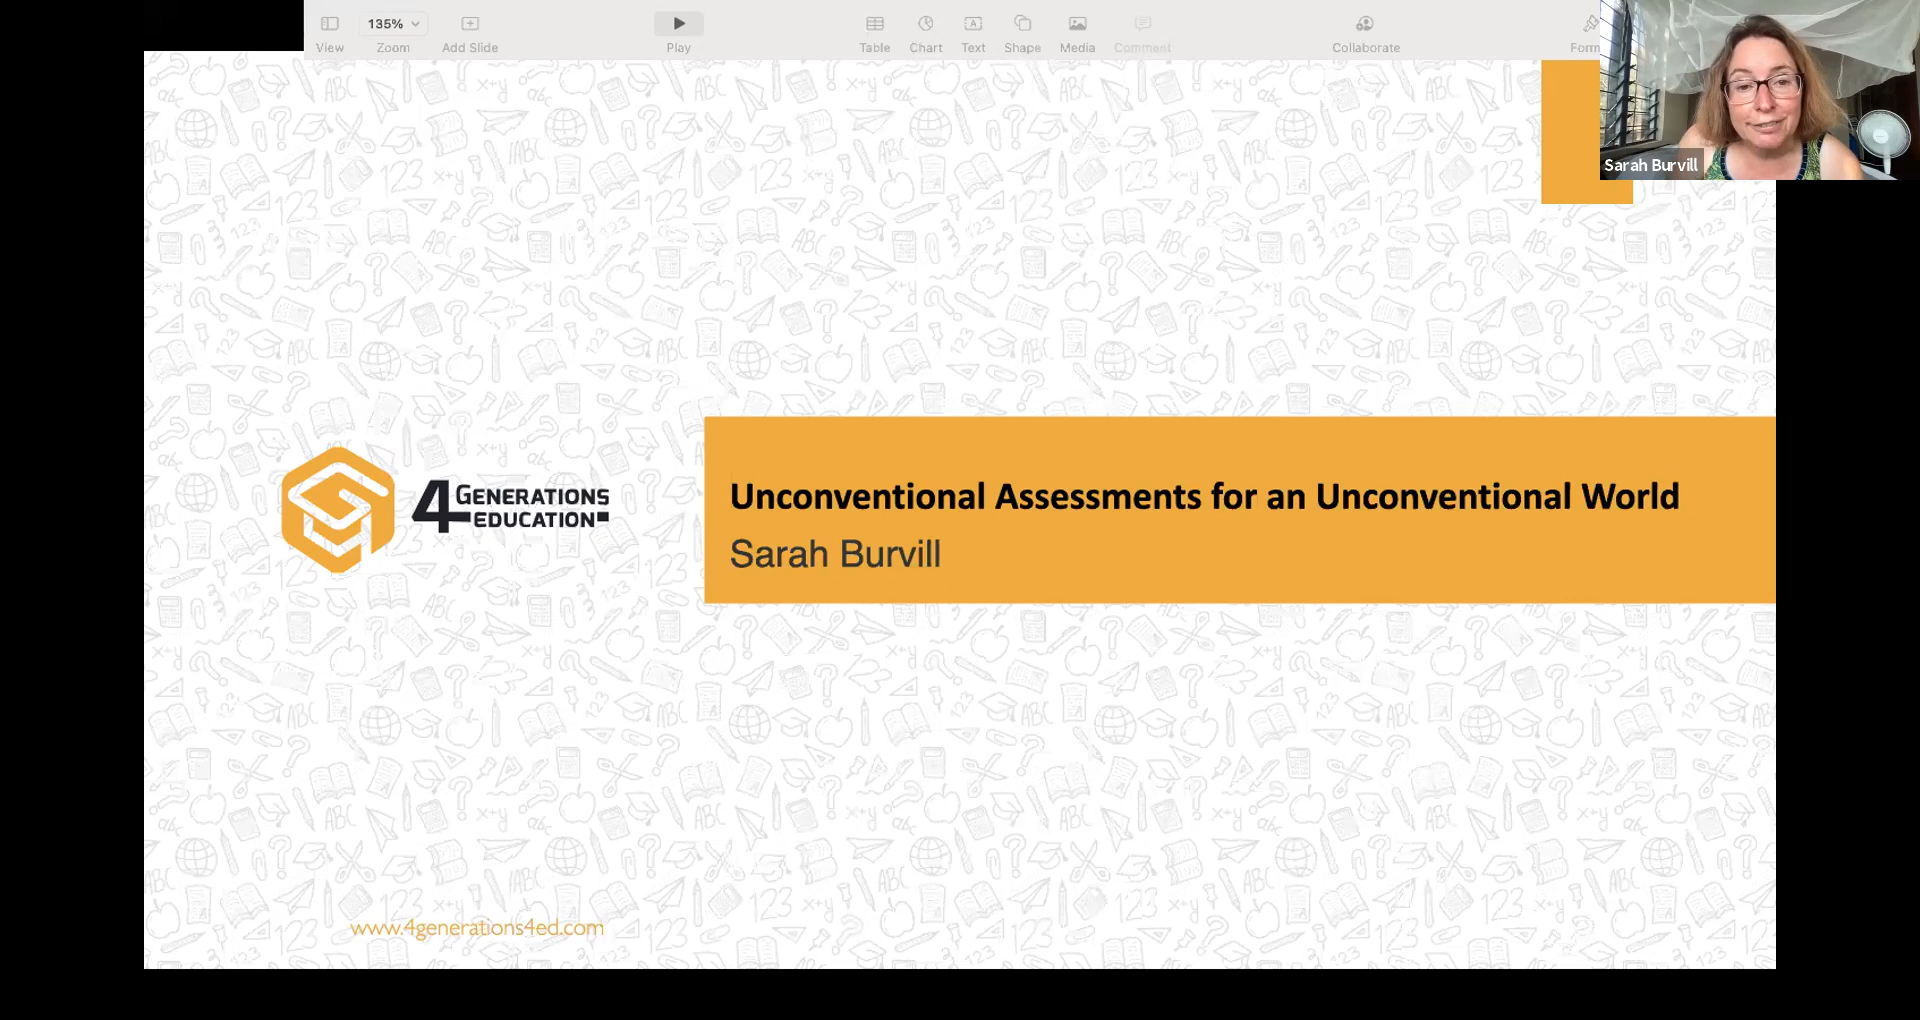 135%
View
Zoom
Add Slide
Play
Table
Chart
Text
Shape
Media
Comment
Collaborate
Form
Sarah Burvill
4 GENERATIONS
EDUCATION
Unconventional Assessments for an Unconventional World
Sarah Burvill
www.4generations4ed.com